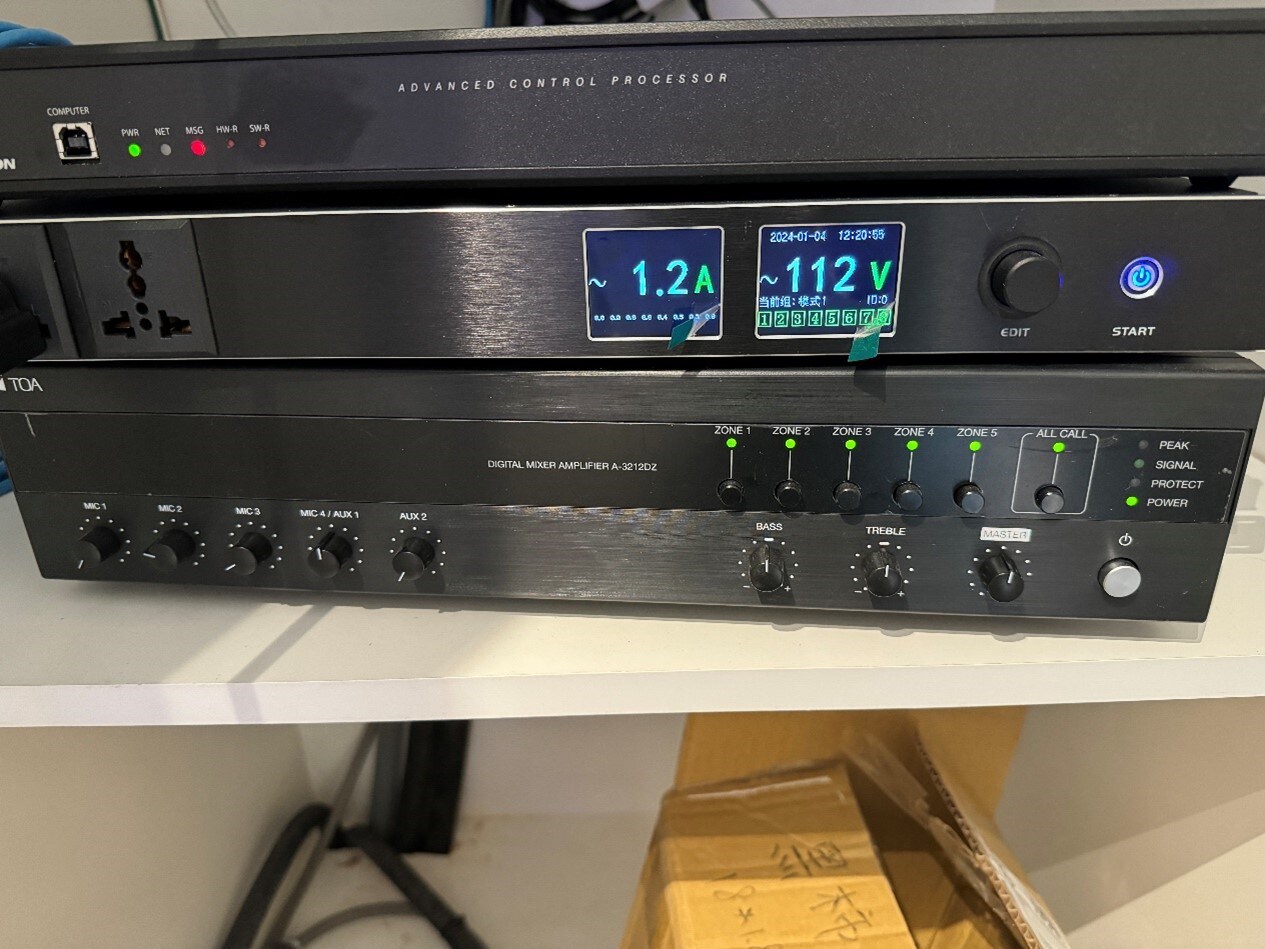 ADVANCED CONTROL PROCESSOR
COMPUTER
PWR NET MSG HW-R SW-R
ON
1.2A
2024-01-04 12:20:55
~112 V
当前组:模式1 ID:0
1 2 3 4 5 6 7 8
EDIT
START
TOA
DIGITAL MIXER AMPLIFIER A-3212DZ
ZONE 1 ZONE 2 ZONE 3 ZONE 4 ZONE 5 ALL CALL
PEAK
SIGNAL
PROTECT
POWER
MIC 1 MIC 2 MIC 3 MIC 4 / AUX 1 AUX 2
BASS TREBLE MASTER